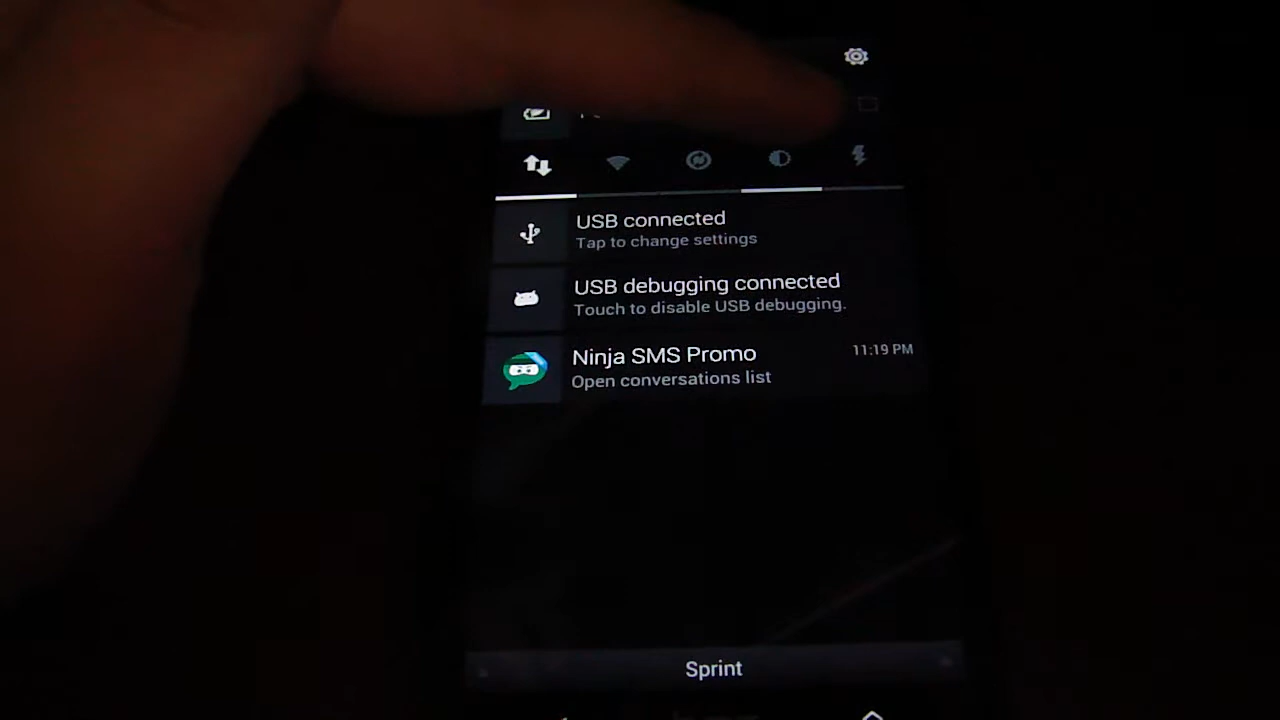 USB connected
Tap to change settings
USB debugging connected
Touch to disable USB debugging.
Ninja SMS Promo
11:19 PM
Open conversations list
Sprint